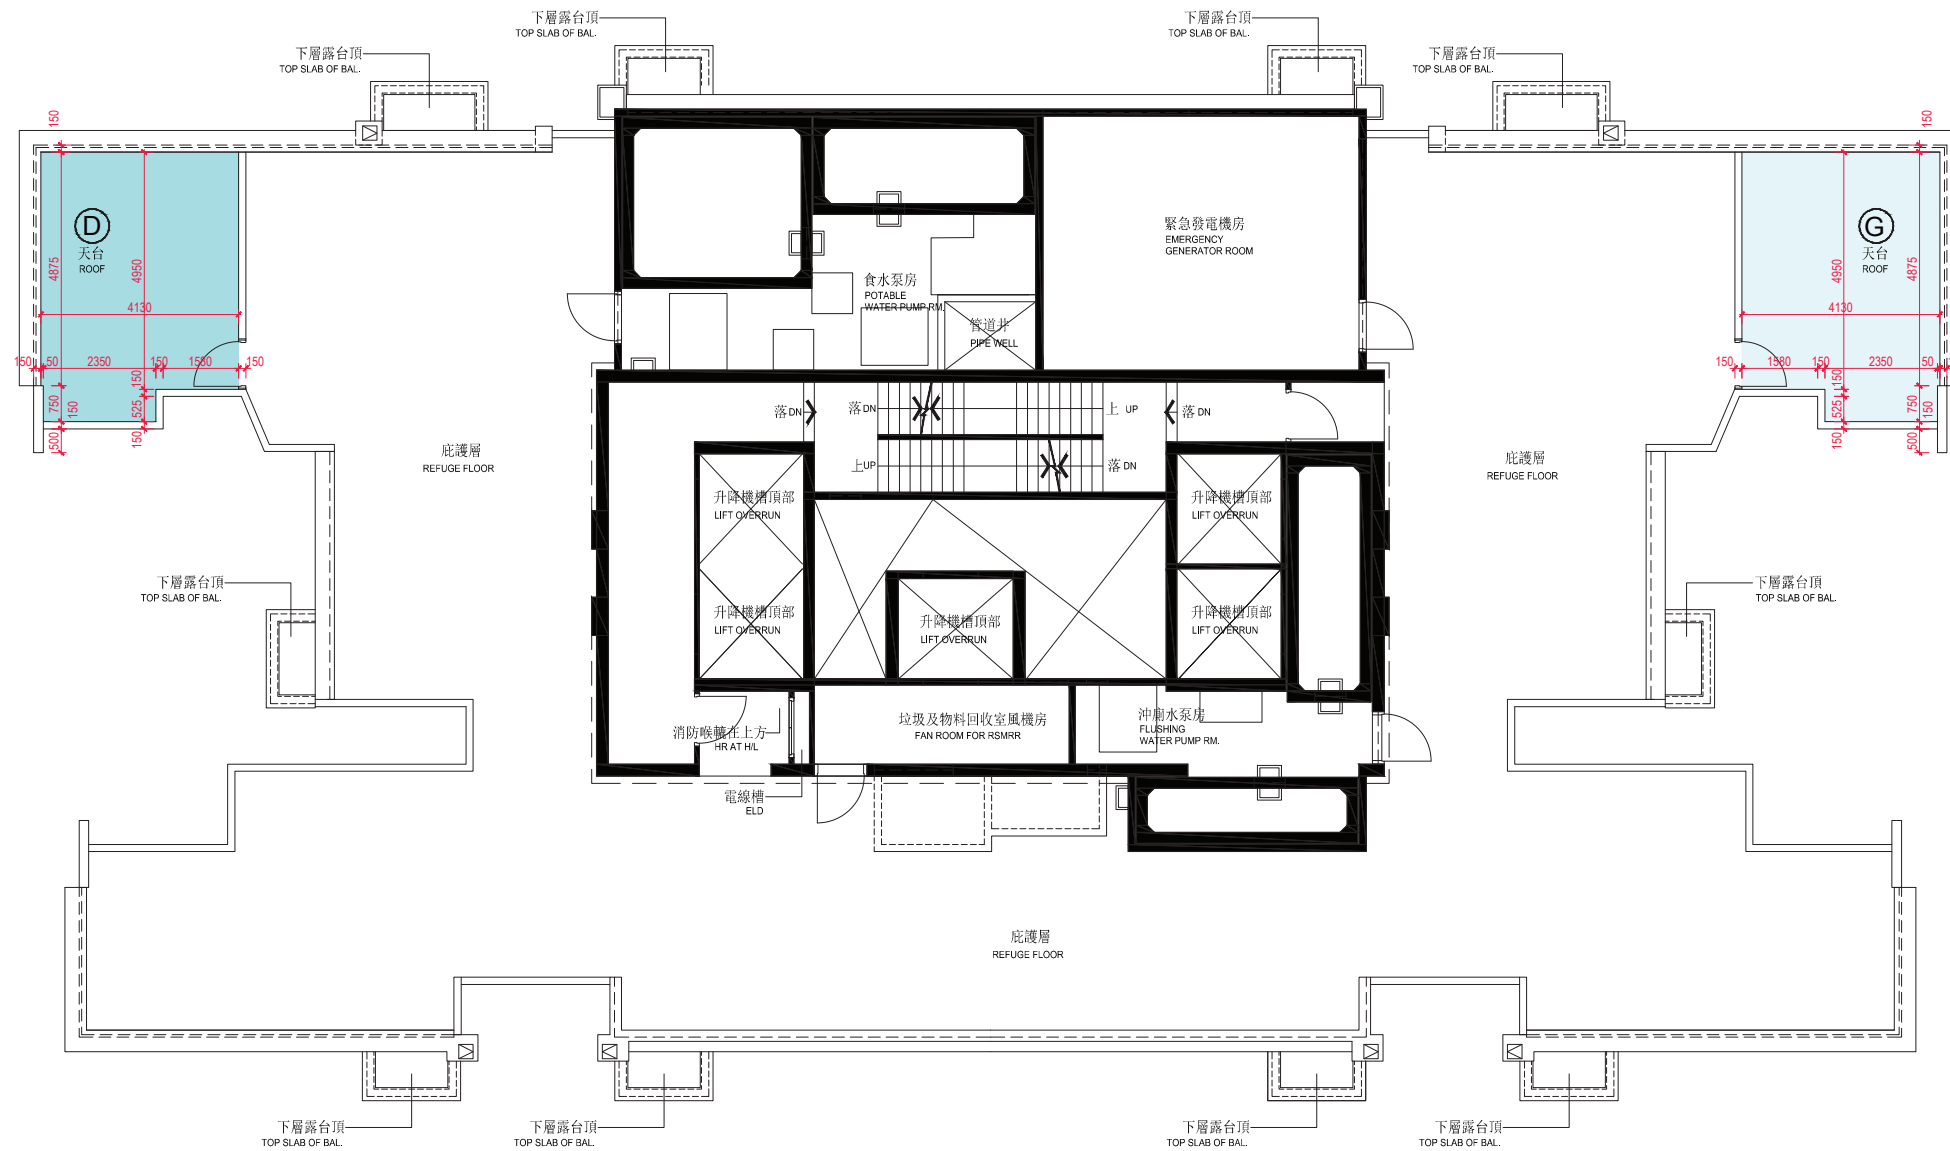 下層露台頂
TOP SLAB OF BAL.
下層露台頂
TOP SLAB OF BAL.
下層露台頂
TOP SLAB OF BAL.
下層露台頂
TOP SLAB OF BAL.
150
150
D
天台
ROOF
4875
4950
4130
150
50
2350
150
1580
150
150
750
150
525
500
150
G
天台
ROOF
4950
4875
4130
150
1580
150
2350
50
150
525
750
150
150
500
緊急發電機房
EMERGENCY
GENERATOR ROOM
食水泵房
POTABLE
WATER PUMP RM.
管道井
PIPE WELL
落 DN
落 DN
上 UP
落 DN
上 UP
落 DN
庇護層
REFUGE FLOOR
庇護層
REFUGE FLOOR
升降機槽頂部
LIFT OVERRUN
升降機槽頂部
LIFT OVERRUN
升降機槽頂部
LIFT OVERRUN
升降機槽頂部
LIFT OVERRUN
升降機槽頂部
LIFT OVERRUN
下層露台頂
TOP SLAB OF BAL.
下層露台頂
TOP SLAB OF BAL.
消防喉轆在上方
HR AT H/L
垃圾及物料回收室風機房
FAN ROOM FOR RSMRR
沖廁水泵房
FLUSHING
WATER PUMP RM.
電線槽
ELD
庇護層
REFUGE FLOOR
下層露台頂
TOP SLAB OF BAL.
下層露台頂
TOP SLAB OF BAL.
下層露台頂
TOP SLAB OF BAL.
下層露台頂
TOP SLAB OF BAL.